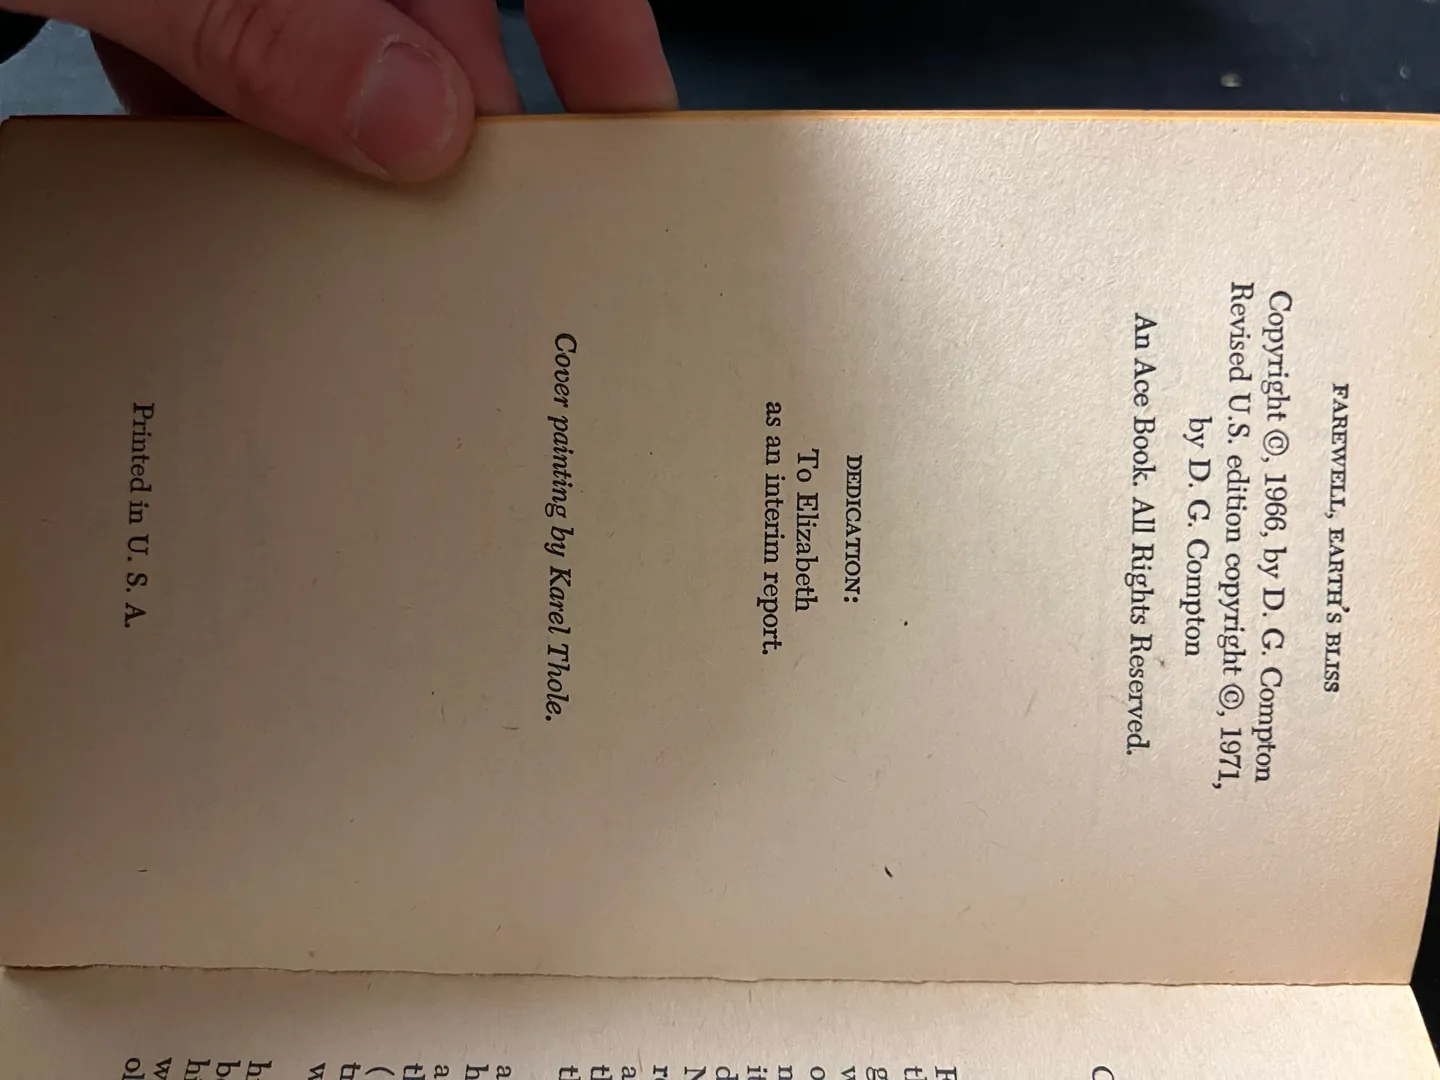 FAREWELL, EARTH'S BLISS
Copyright ©, 1966, by D. G. Compton
Revised U.S. edition copyright ©, 1971,
by D. G. Compton
An Ace Book. All Rights Reserved.
DEDICATION:
To Elizabeth
as an interim report.
Cover painting by Karel Thole.
Printed in U. S. A.